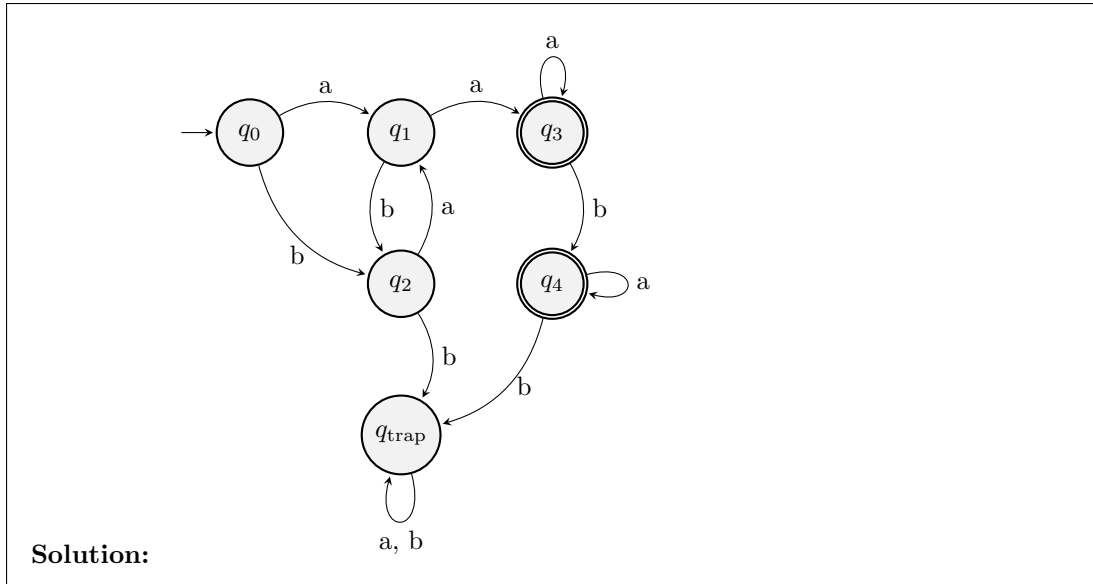 a
a a
q0 q1 q3
b a b
b
q2 q4 a
b b
qtrap
a, b
Solution: